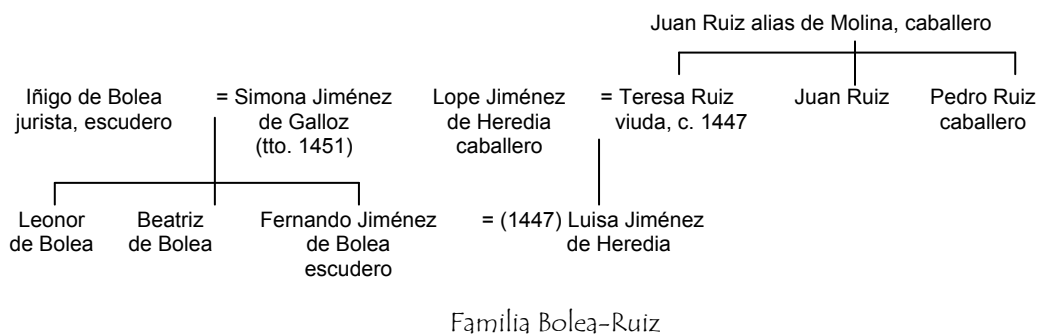 Juan Ruiz alias de Molina, caballero
Iñigo de Bolea
jurista, escudero
= Simona Jiménez
de Galloz
(tto. 1451)
Lope Jiménez
de Heredia
caballero
= Teresa Ruiz
viuda, c. 1447
Juan Ruiz
Pedro Ruiz
caballero
Leonor
de Bolea
Beatriz
de Bolea
Fernando Jiménez
de Bolea
escudero
= (1447) Luisa Jiménez
de Heredia
Familia Bolea-Ruiz